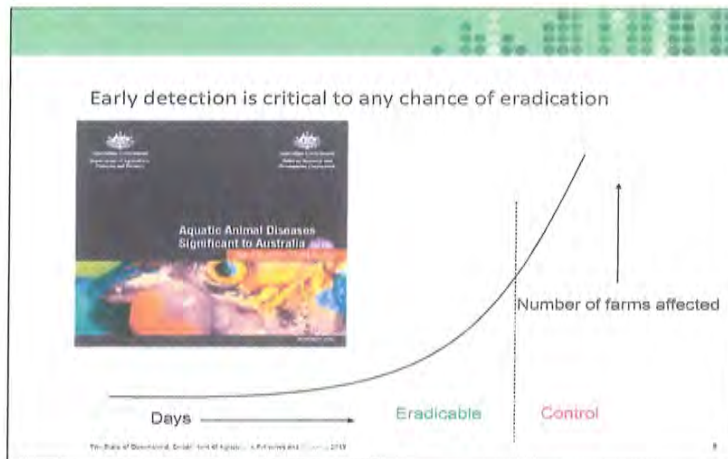 Early detection is critical to any chance of eradication
Aquatic Animal Diseases
Significant to Australia
Number of farms affected
Days
Eradicable
Control